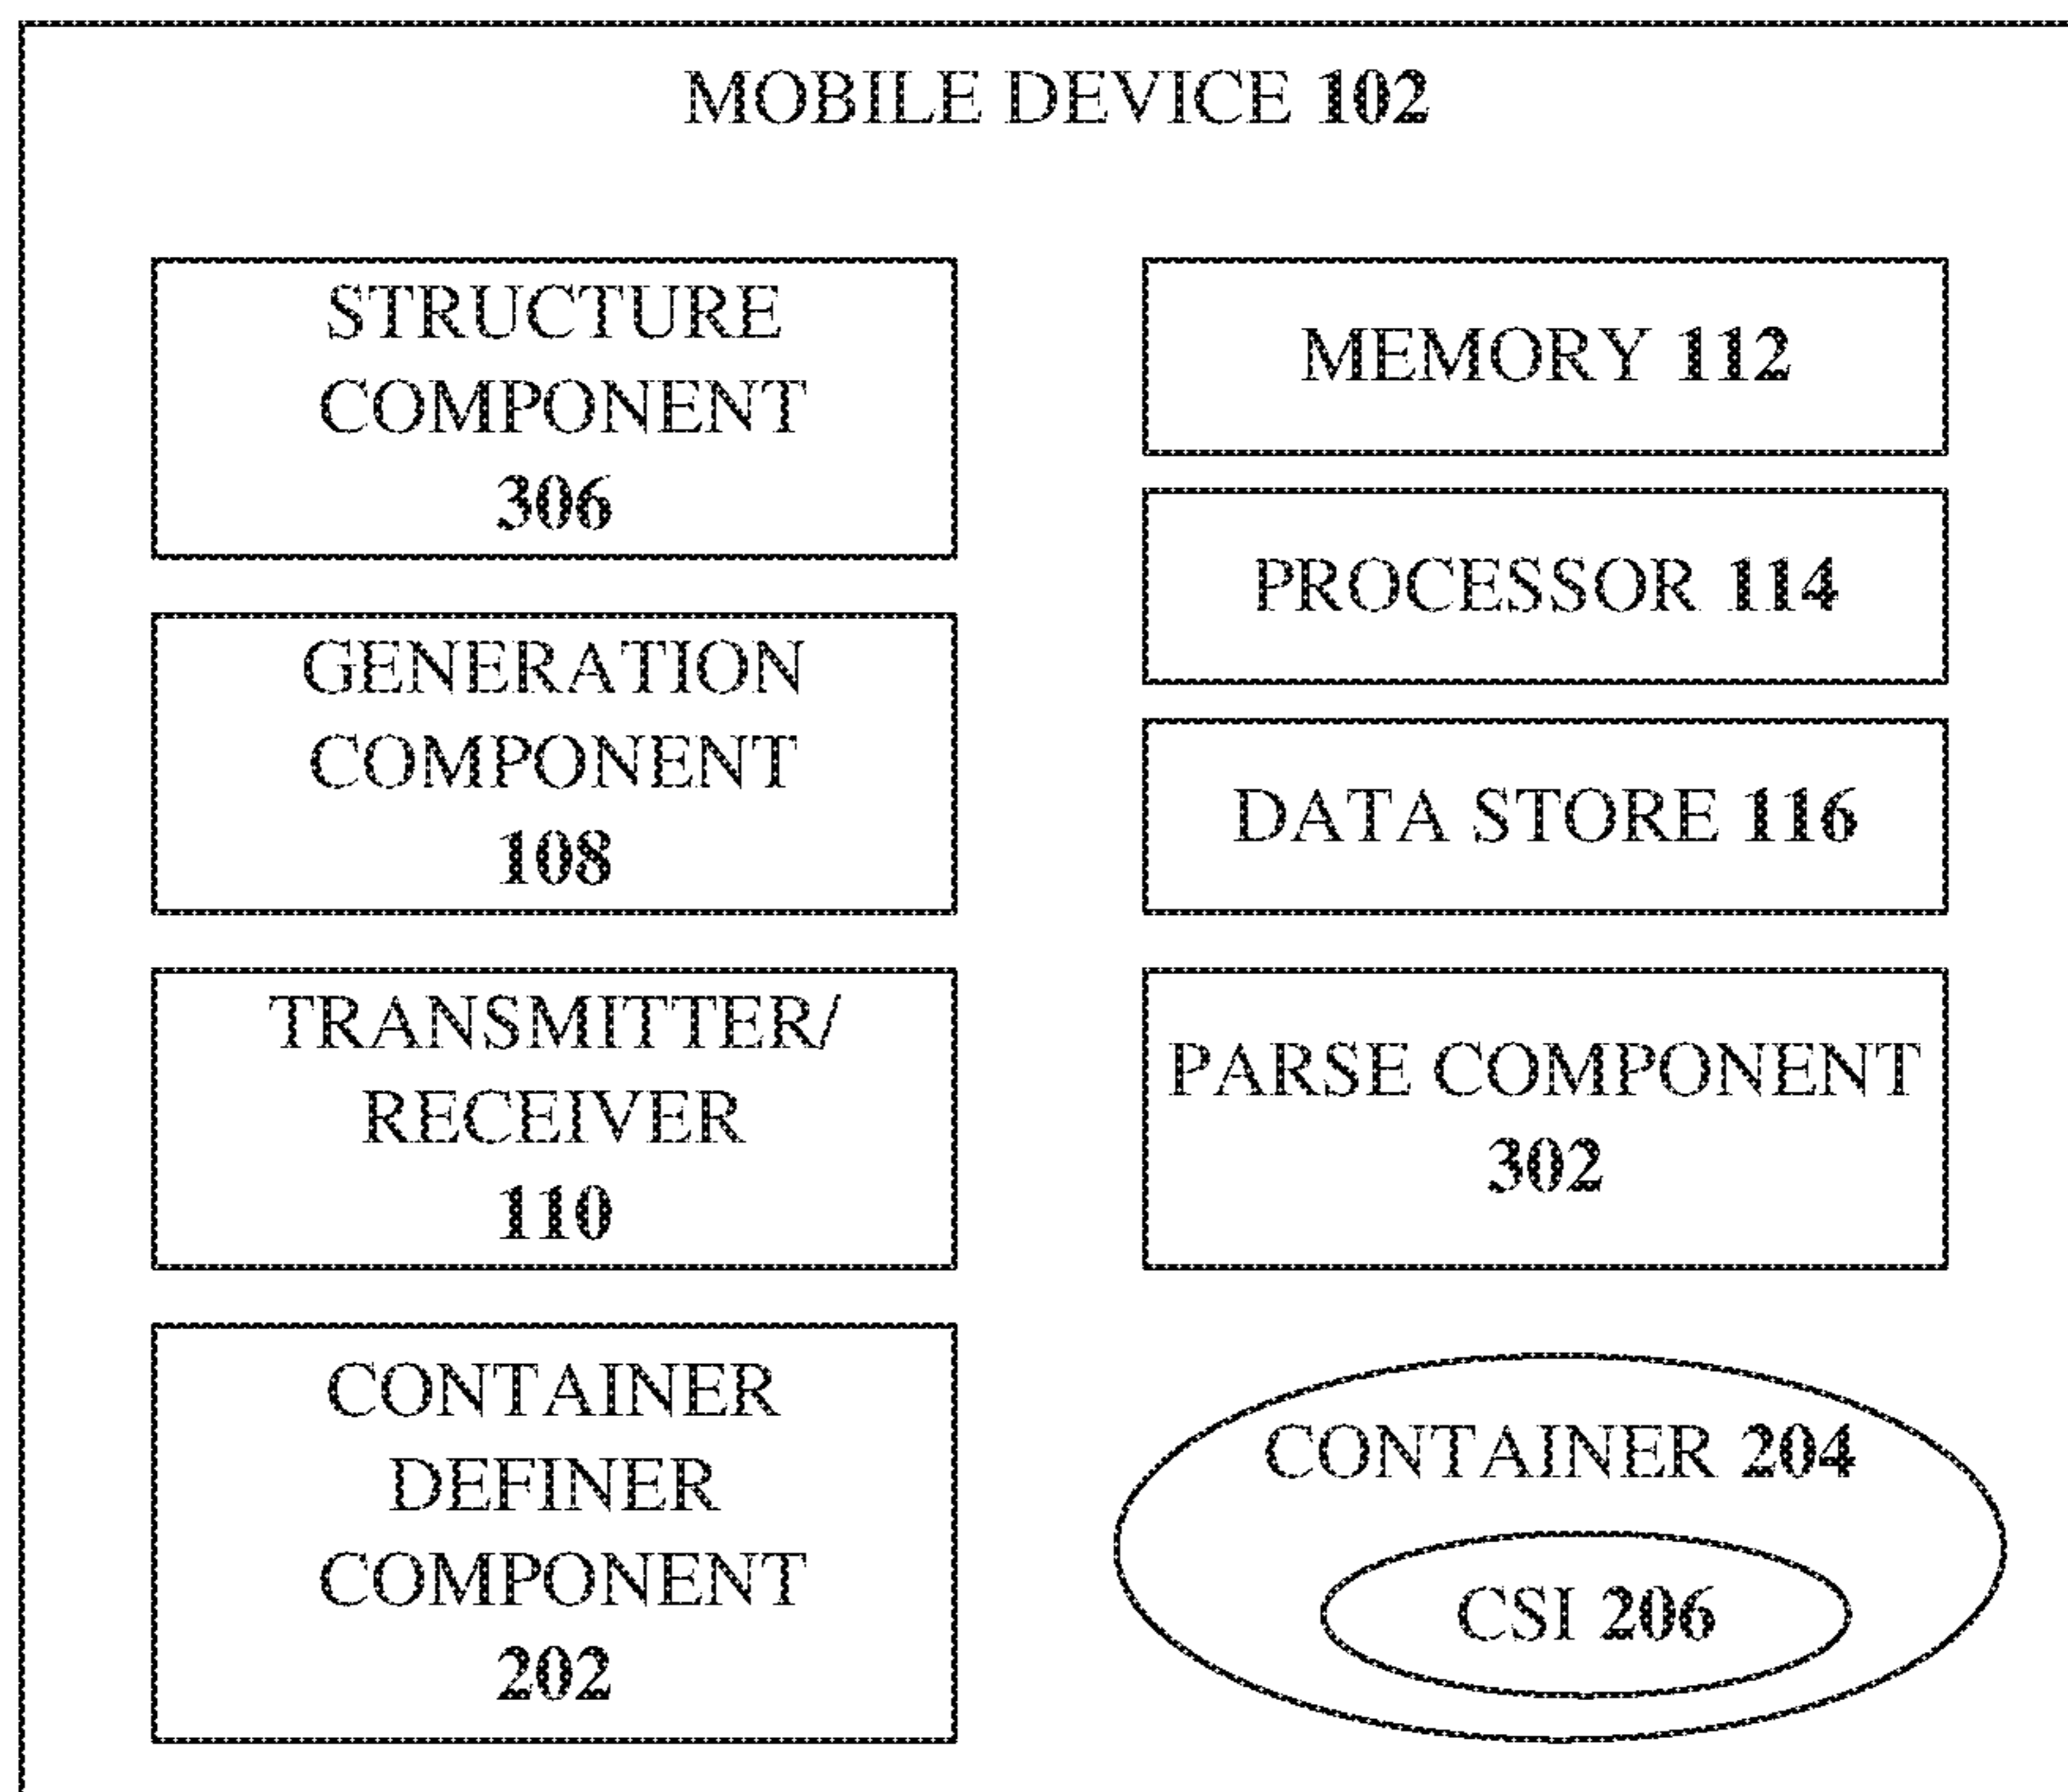 MOBILE DEVICE 102
STRUCTURE
COMPONENT
306
GENERATION
COMPONENT
108
TRANSMITTER/
RECEIVER
110
CONTAINER
DEFINER
COMPONENT
202
MEMORY 112
PROCESSOR 114
DATA STORE 116
PARSE COMPONENT
302
CONTAINER 204
CSI 206